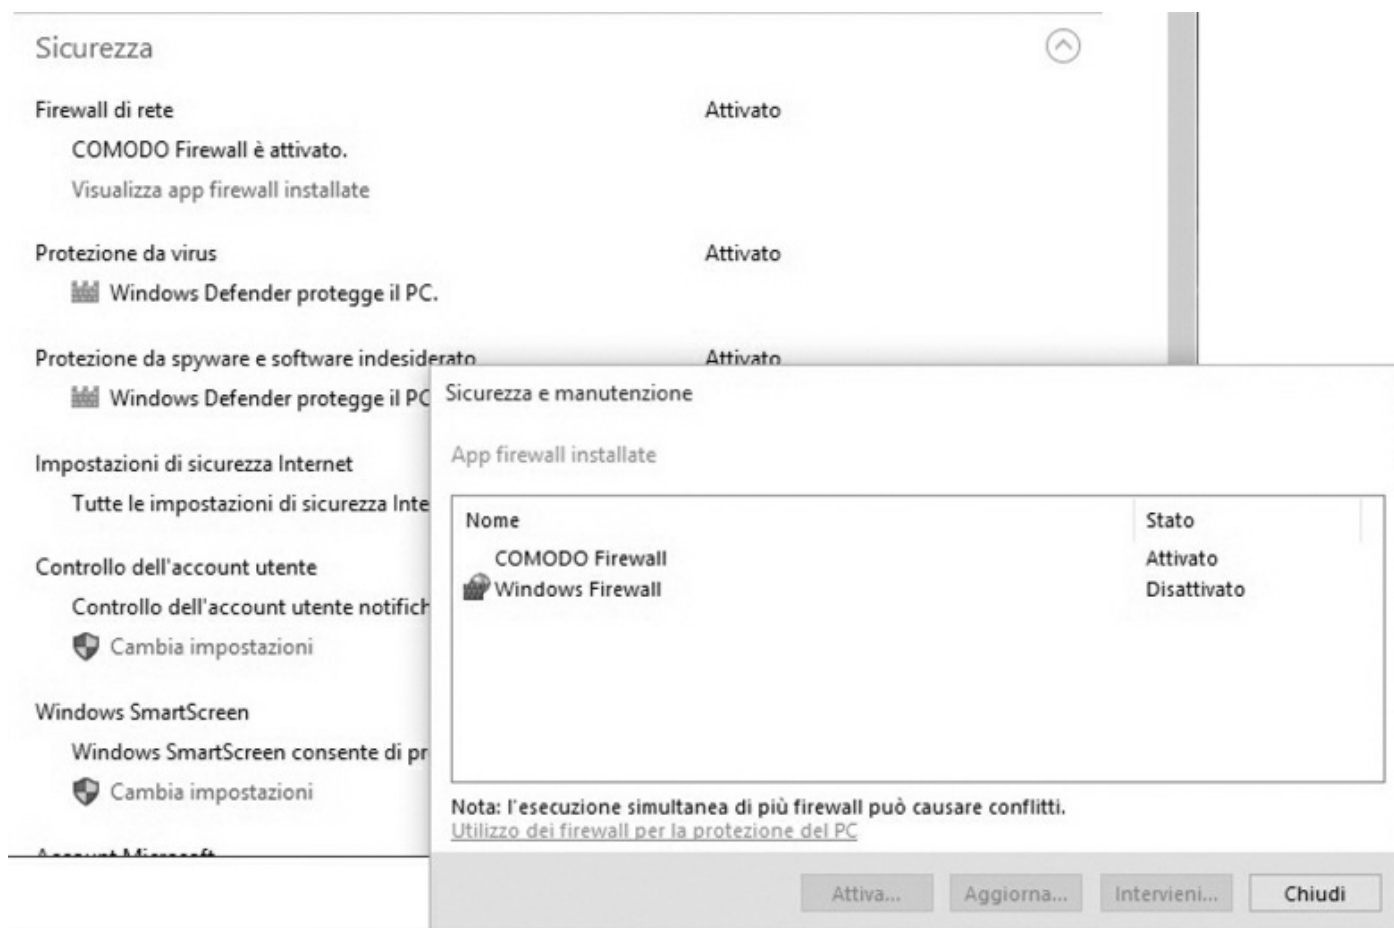 Sicurezza
Firewall di rete Attivato
COMODO Firewall è attivato.
Visualizza app firewall installate
Protezione da virus Attivato
Windows Defender protegge il PC.
Protezione da spyware e software indesiderato Attivato
Windows Defender protegge il PC
Impostazioni di sicurezza Internet
Tutte le impostazioni di sicurezza Inte
Controllo dell'account utente
Controllo dell'account utente notifich
Cambia impostazioni
Windows SmartScreen
Windows SmartScreen consente di pr
Cambia impostazioni
Account Microsoft
Sicurezza e manutenzione
App firewall installate
Nome Stato
COMODO Firewall Attivato
Windows Firewall Disattivato
Nota: l'esecuzione simultanea di più firewall può causare conflitti.
Utilizzo dei firewall per la protezione del PC
Attiva... Aggiorna... Intervieni... Chiudi